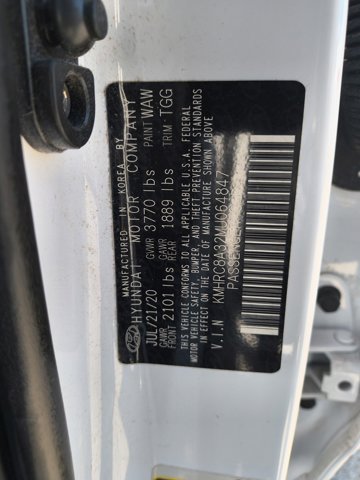 MANUFACTURED IN KOREA BY
HYUNDAI MOTOR COMPANY
JUL/21/20 GVWR 3770 lbs PAINT WAW
GAWR FRONT 2101 lbs GAWR REAR 1889 lbs TRIM TGG
THIS VEHICLE CONFORMS TO ALL APPLICABLE U.S.A. FEDERAL
MOTOR VEHICLE SAFETY, BUMPER, AND THEFT PREVENTION STANDARDS
IN EFFECT ON THE DATE OF MANUFACTURE SHOWN ABOVE
V.I.N KMHRC8A32MU064847
PASSENGER